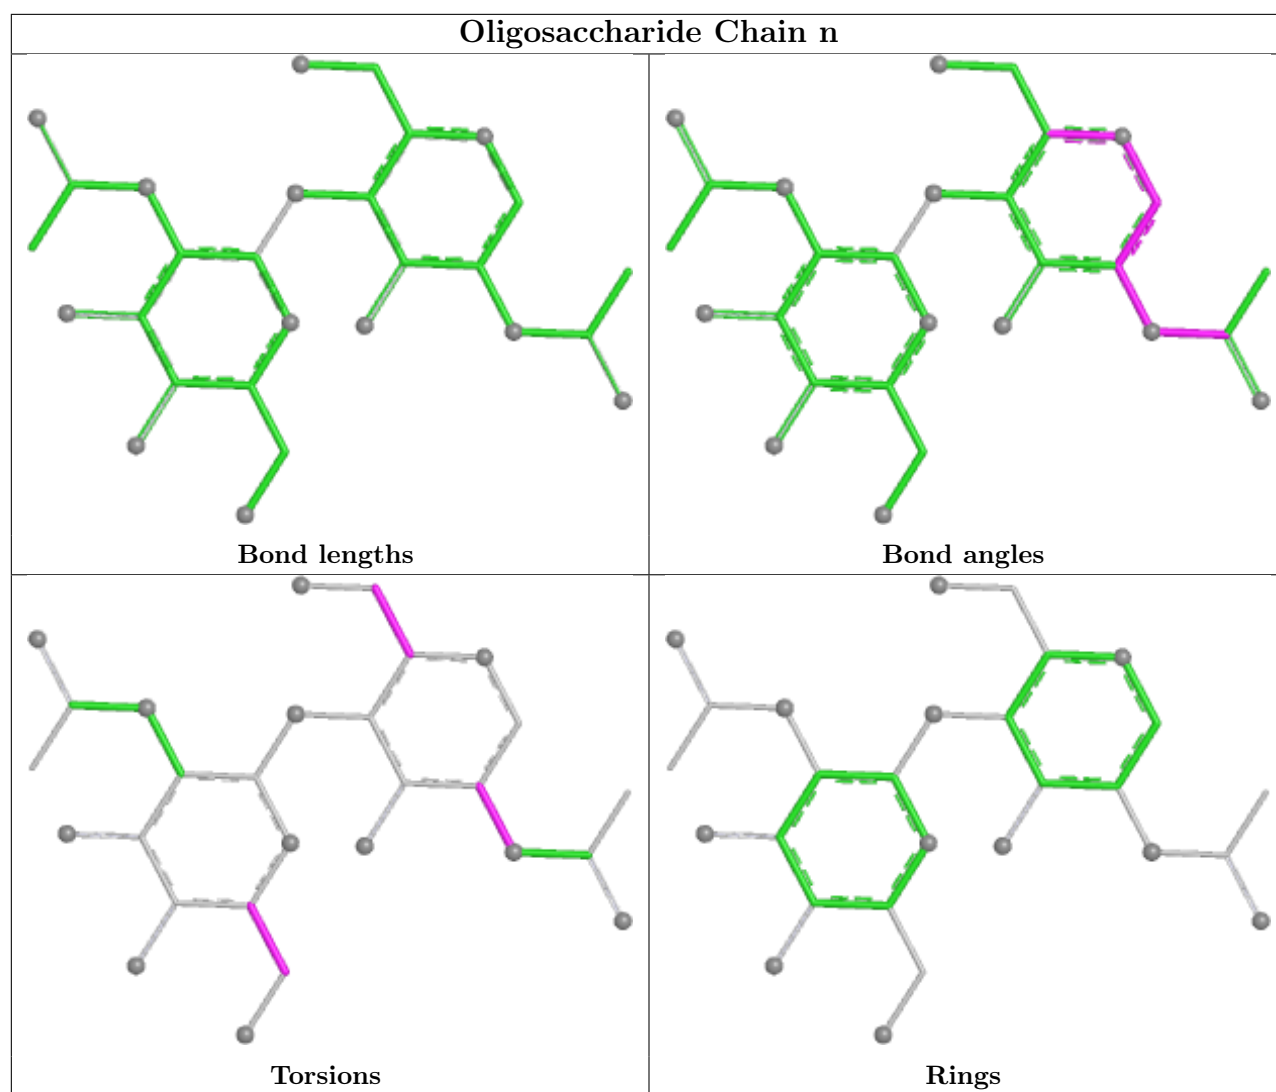 Oligosaccharide Chain n
Bond lengths
Bond angles
Torsions
Rings